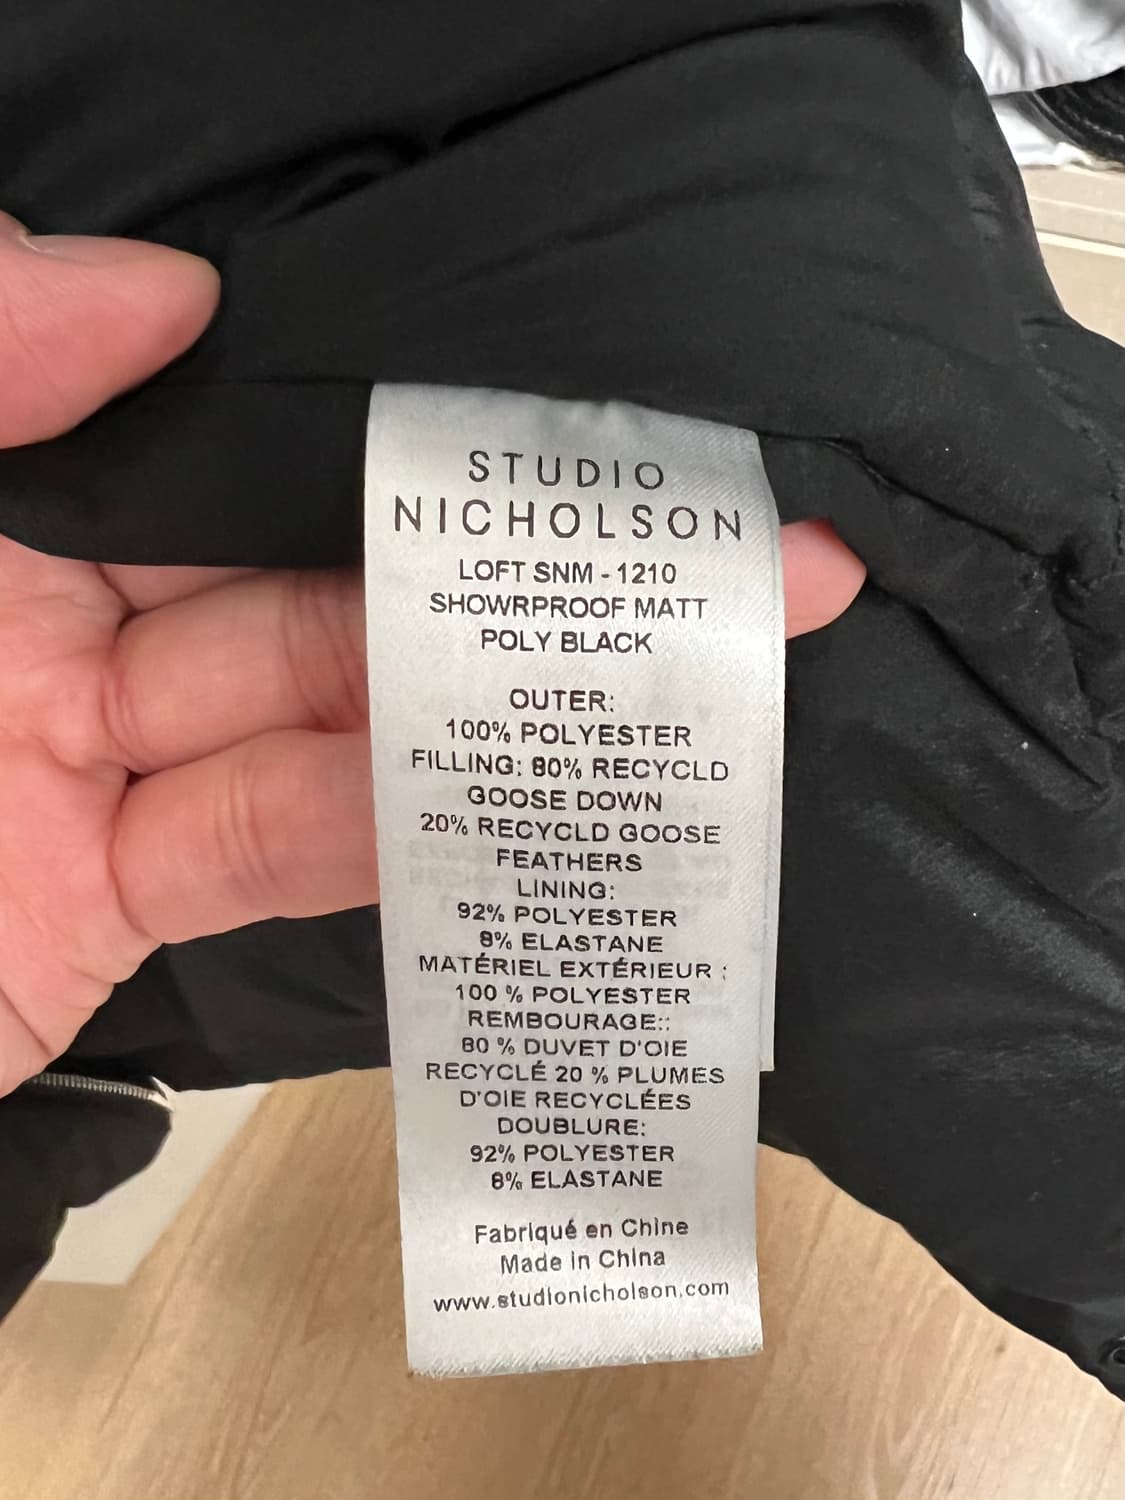 STUDIO
NICHOLSON
LOFT SNM - 1210
SHOWRPROOF MATT
POLY BLACK
OUTER:
100% POLYESTER
FILLING: 80% RECYCLD
GOOSE DOWN
20% RECYCLD GOOSE
FEATHERS
LINING:
92% POLYESTER
8% ELASTANE
MATÉRIEL EXTÉRIEUR :
100 % POLYESTER
REMBOURAGE::
80 % DUVET D'OIE
RECYCLÉ 20 % PLUMES
D'OIE RECYCLÉES
DOUBLURE:
92% POLYESTER
8% ELASTANE
Fabriqué en Chine
Made in China
www.studionicholson.com